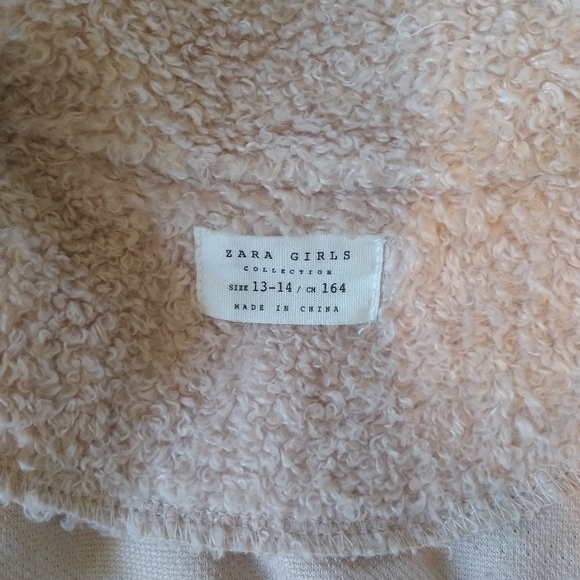 ZARA GIRLS
COLLECTION
SIZE 13-14 / CM 164
MADE IN CHINA